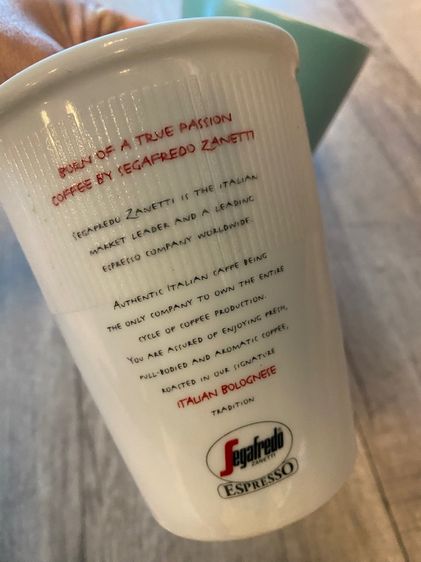 BORN OF A TRUE PASSION
COFFEE BY SEGAFREDO ZANETTI
SEGAFREDO ZANETTI IS THE ITALIAN
MARKET LEADER AND A LEADING
ESPRESSO COMPANY WORLDWIDE.
AUTHENTIC ITALIAN CAFFE BEING
THE ONLY COMPANY TO OWN THE ENTIRE
CYCLE OF COFFEE PRODUCTION.
YOU ARE ASSURED OF ENJOYING FRESH,
FULL-BODIED AND AROMATIC COFFEE,
ROASTED IN OUR SIGNATURE
ITALIAN BOLOGNESE
TRADITION
Segafredo
ZANETTI
ESPRESSO